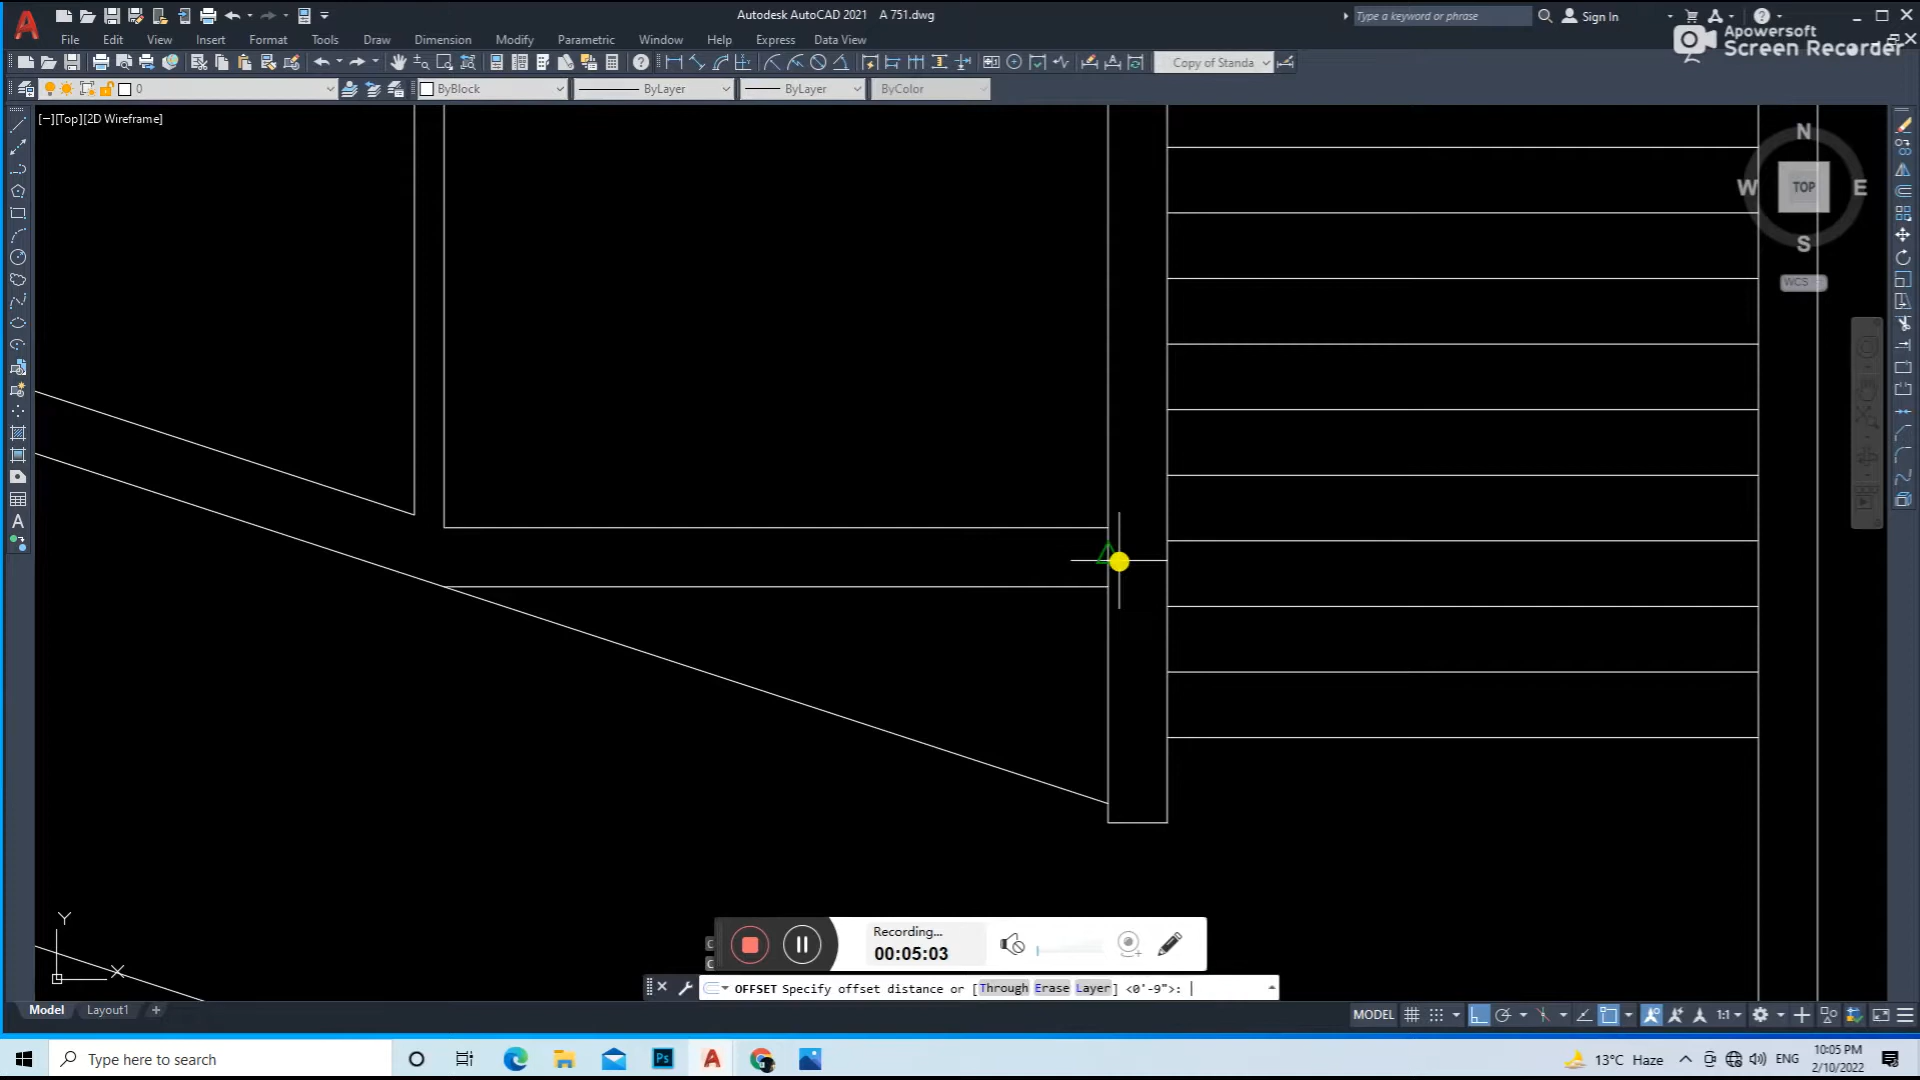 Autodesk AutoCAD 2021 A 751.dwg
Type a keyword or phrase
Sign In
File Edit View Insert Format Tools Draw Dimension Modify Parametric Window Help Express Data View
Apowersoft
Screen Recorder
Copy of Standa
0
ByBlock
ByLayer
ByLayer
ByColor
[−][Top][2D Wireframe]
N
W
TOP
E
S
WCS
Y
X
Recording...
00:05:03
OFFSET Specify offset distance or [Through Erase Layer] <0'-9">:
Model
Layout1
MODEL
1:1
Type here to search
Ps
13°C Haze
ENG
10:05 PM
2/10/2022